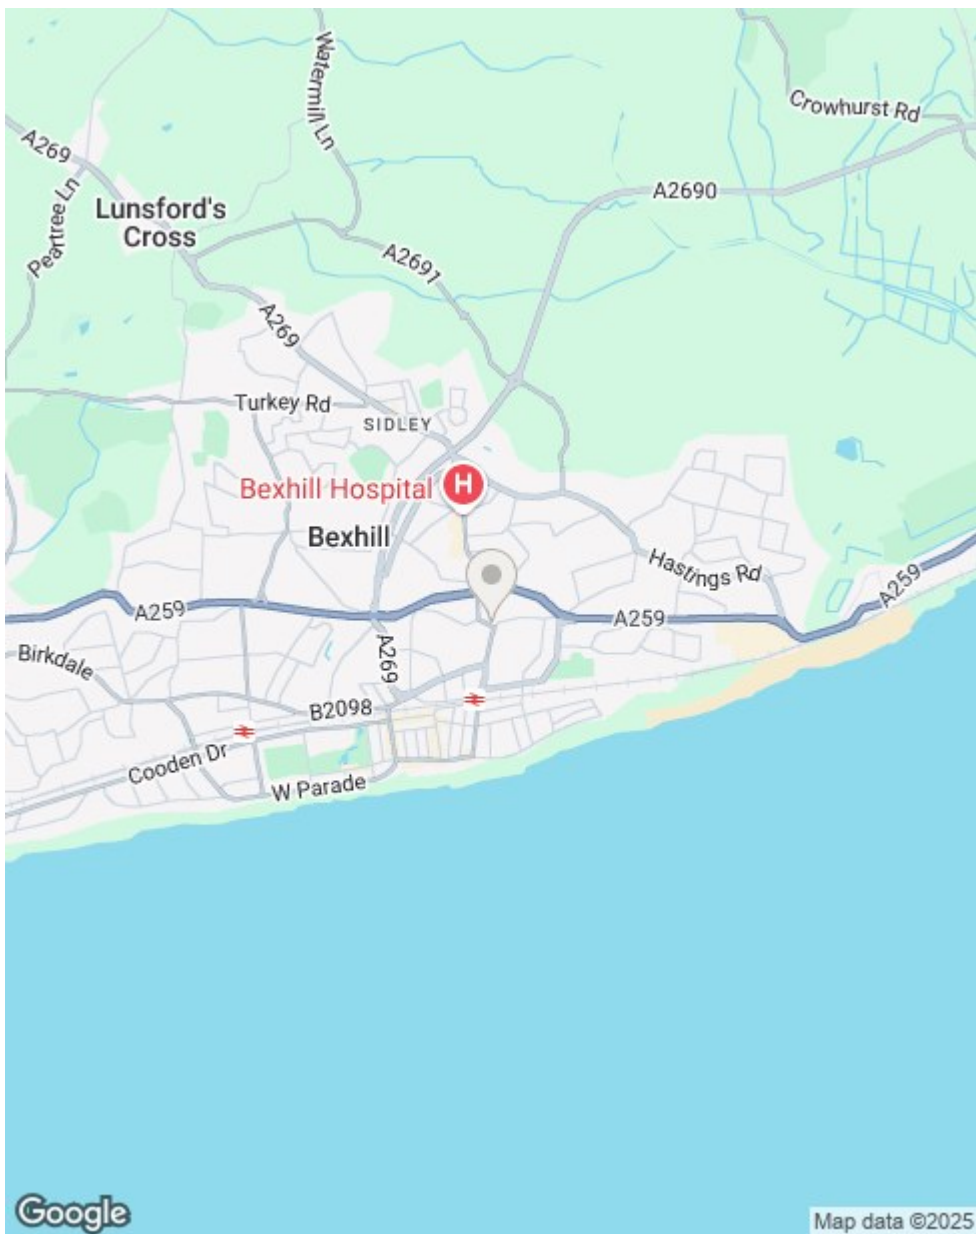 Watermill Ln
Crowhurst Rd
A269
A2690
Peartree Ln
Lunsford's
Cross
A2691
A269
Turkey Rd
SIDLEY
Bexhill Hospital
H
Bexhill
Hastings Rd
A259
A259
A259
Birkdale
A269
B2098
Cooden Dr
W Parade
Google
Map data ©2025